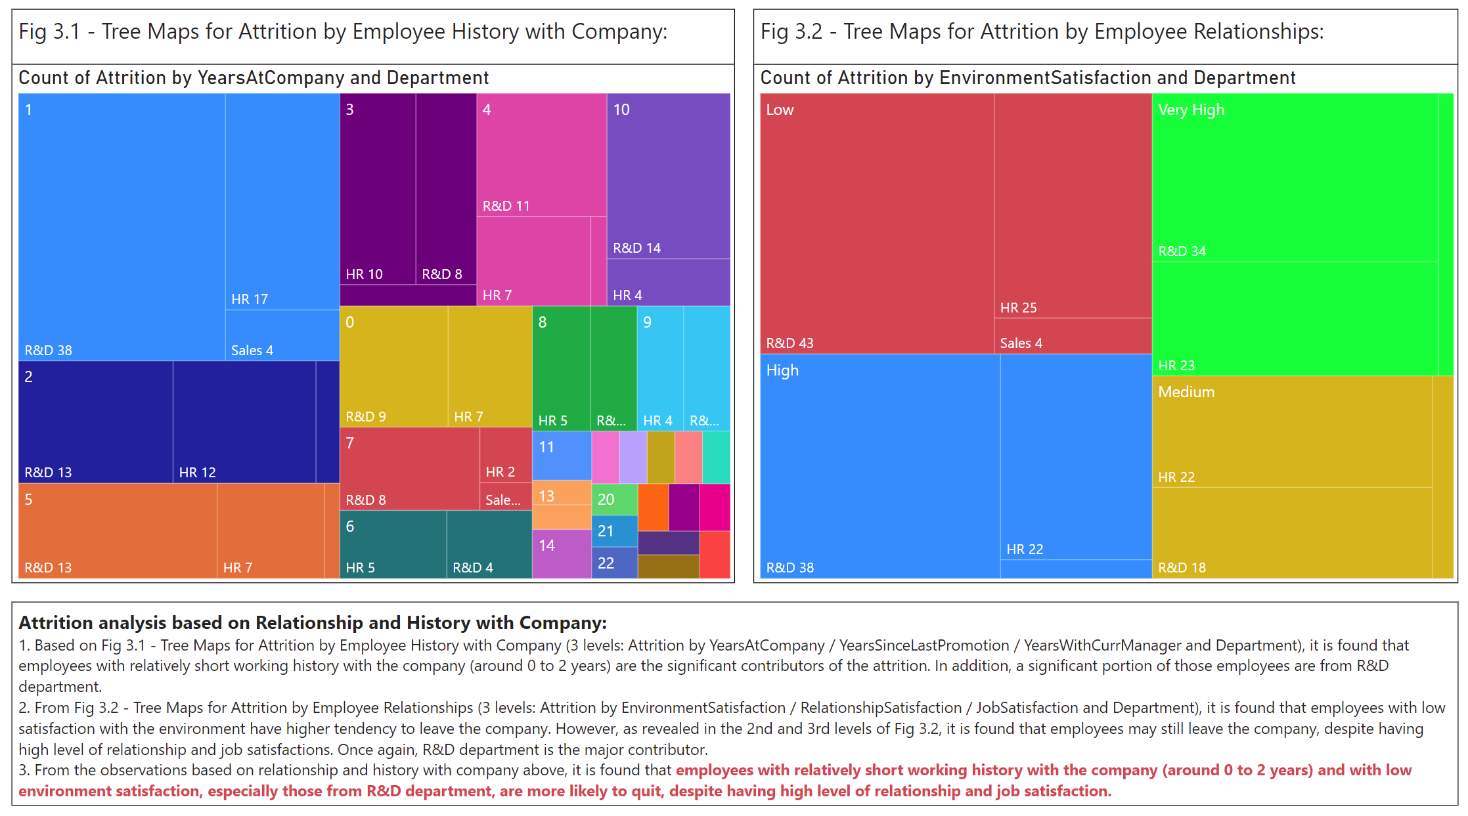 Fig 3.1 - Tree Maps for Attrition by Employee History with Company:
Count of Attrition by YearsAtCompany and Department
1
R&D 38
HR 17
Sales 4
2
R&D 13
HR 12
5
R&D 13
HR 7
3
HR 10
R&D 8
4
R&D 11
HR 7
10
R&D 14
HR 4
0
R&D 9
HR 7
7
R&D 8
HR 2
Sale...
6
HR 5
R&D 4
8
HR 5
R&...
9
HR 4
R&...
11
13
14
20
21
22
Fig 3.2 - Tree Maps for Attrition by Employee Relationships:
Count of Attrition by EnvironmentSatisfaction and Department
Low
R&D 43
HR 25
Sales 4
High
R&D 38
HR 22
Very High
R&D 34
HR 23
Medium
HR 22
R&D 18
Attrition analysis based on Relationship and History with Company:
1. Based on Fig 3.1 - Tree Maps for Attrition by Employee History with Company (3 levels: Attrition by YearsAtCompany / YearsSinceLastPromotion / YearsWithCurrManager and Department), it is found that
employees with relatively short working history with the company (around 0 to 2 years) are the significant contributors of the attrition. In addition, a significant portion of those employees are from R&D
department.
2. From Fig 3.2 - Tree Maps for Attrition by Employee Relationships (3 levels: Attrition by EnvironmentSatisfaction / RelationshipSatisfaction / JobSatisfaction and Department), it is found that employees with low
satisfaction with the environment have higher tendency to leave the company. However, as revealed in the 2nd and 3rd levels of Fig 3.2, it is found that employees may still leave the company, despite having
high level of relationship and job satisfactions. Once again, R&D department is the major contributor.
3. From the observations based on relationship and history with company above, it is found that employees with relatively short working history with the company (around 0 to 2 years) and with low
environment satisfaction, especially those from R&D department, are more likely to quit, despite having high level of relationship and job satisfaction.